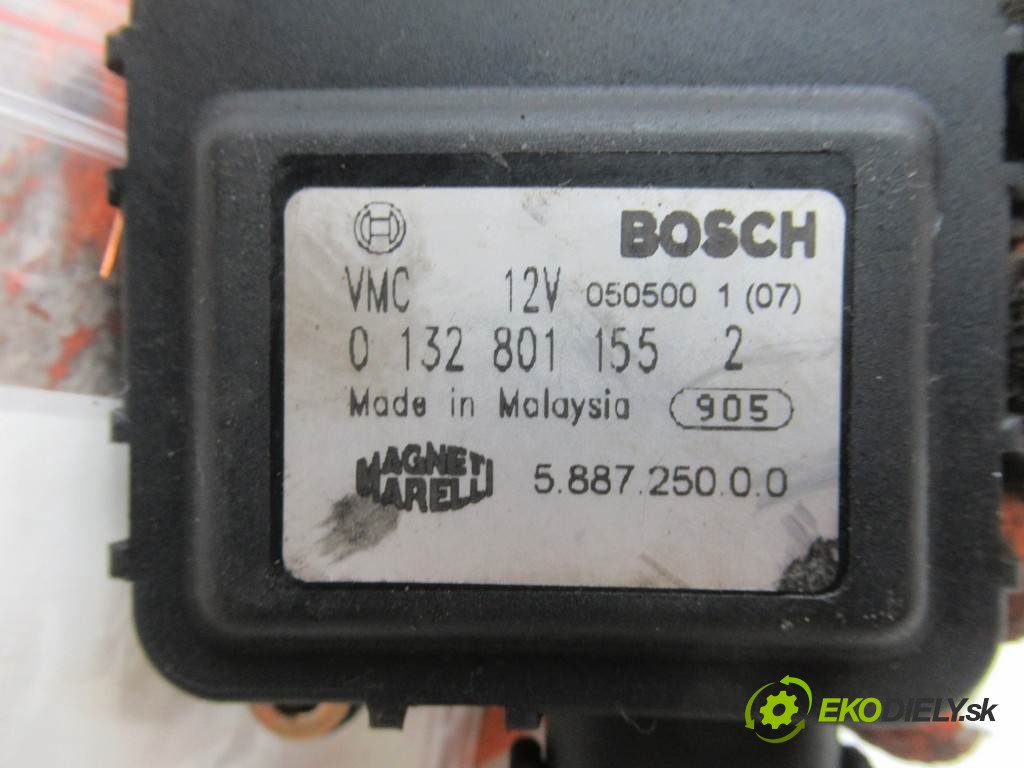 BOSCH
VMC 12V 050500 1 (07)
0 132 801 155 2
Made in Malaysia 905
MAGNETI MARELLI 5.887.250.0.0
EKODIELY.sk